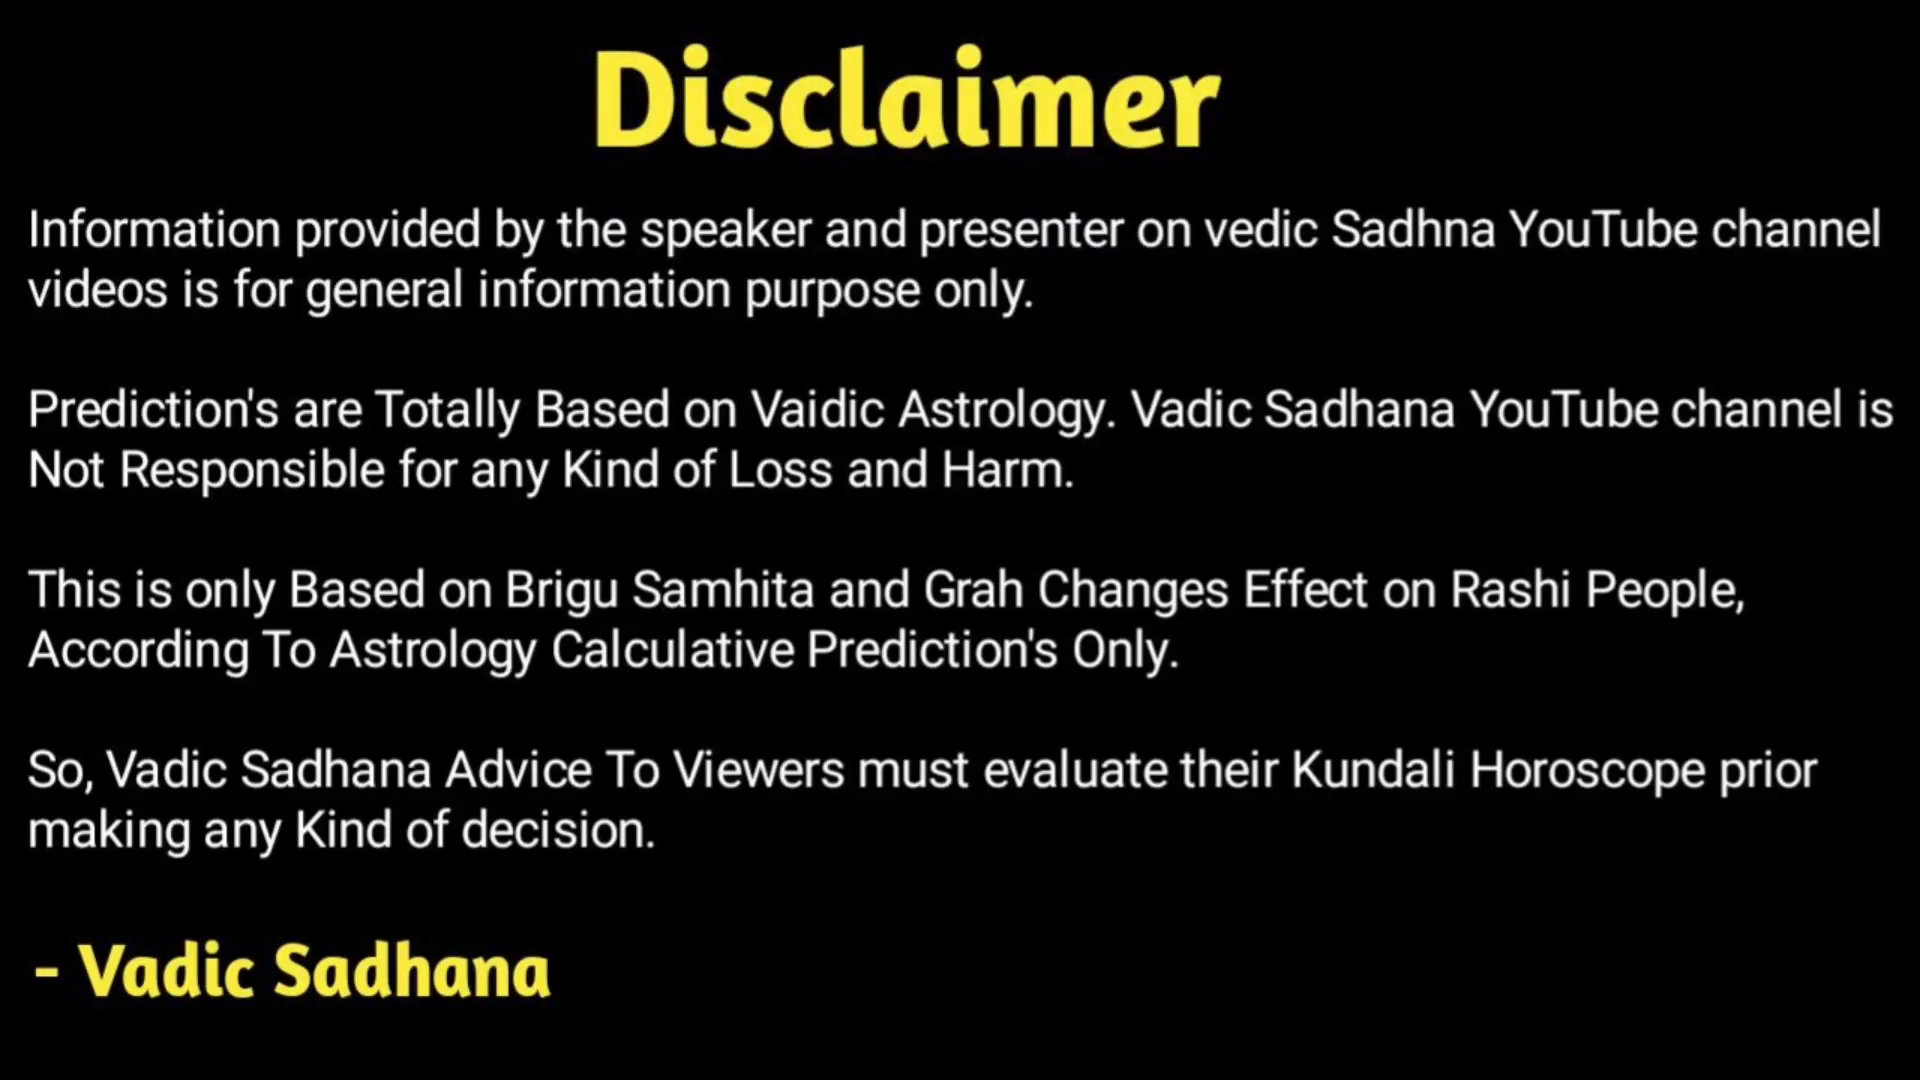 Disclaimer
Information provided by the speaker and presenter on vedic Sadhna YouTube channel
videos is for general information purpose only.
Prediction's are Totally Based on Vaidic Astrology. Vadic Sadhana YouTube channel is
Not Responsible for any Kind of Loss and Harm.
This is only Based on Brigu Samhita and Grah Changes Effect on Rashi People,
According To Astrology Calculative Prediction's Only.
So, Vadic Sadhana Advice To Viewers must evaluate their Kundali Horoscope prior
making any Kind of decision.
- Vadic Sadhana